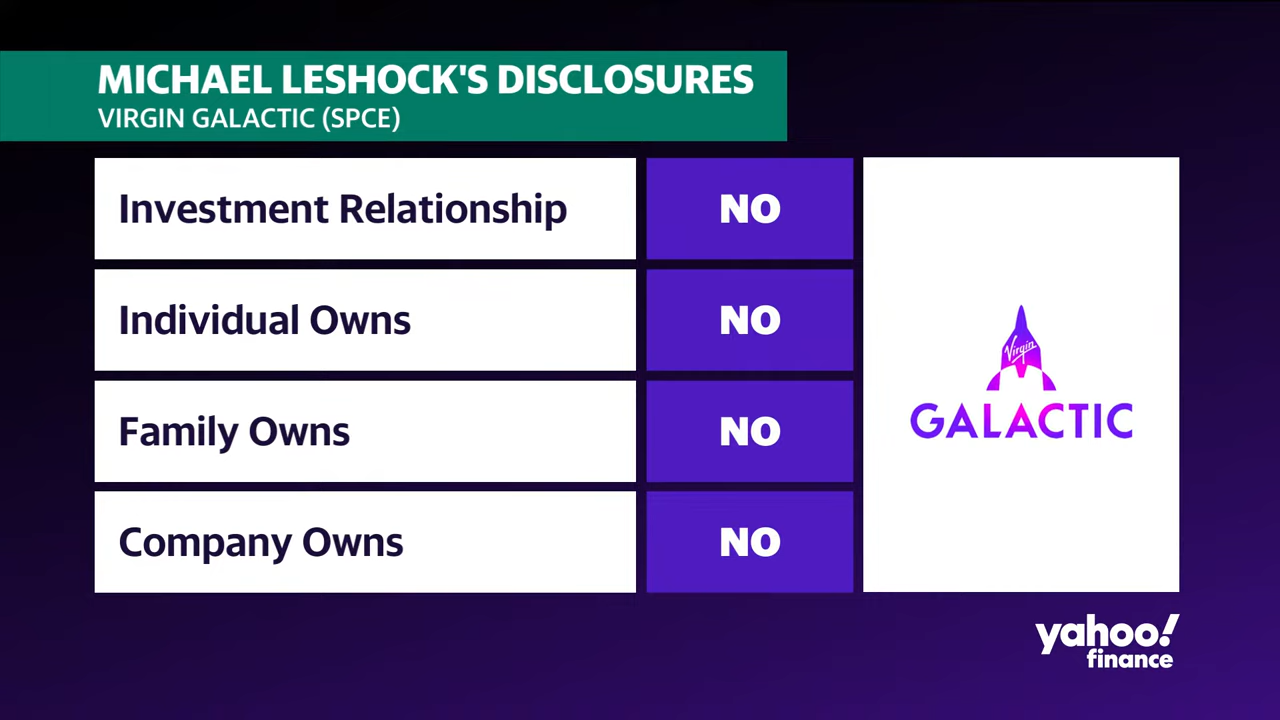 MICHAEL LESHOCK'S DISCLOSURES
VIRGIN GALACTIC (SPCE)
Investment Relationship NO
Individual Owns NO
Family Owns NO
Company Owns NO
Virgin
GALACTIC
yahoo!
finance